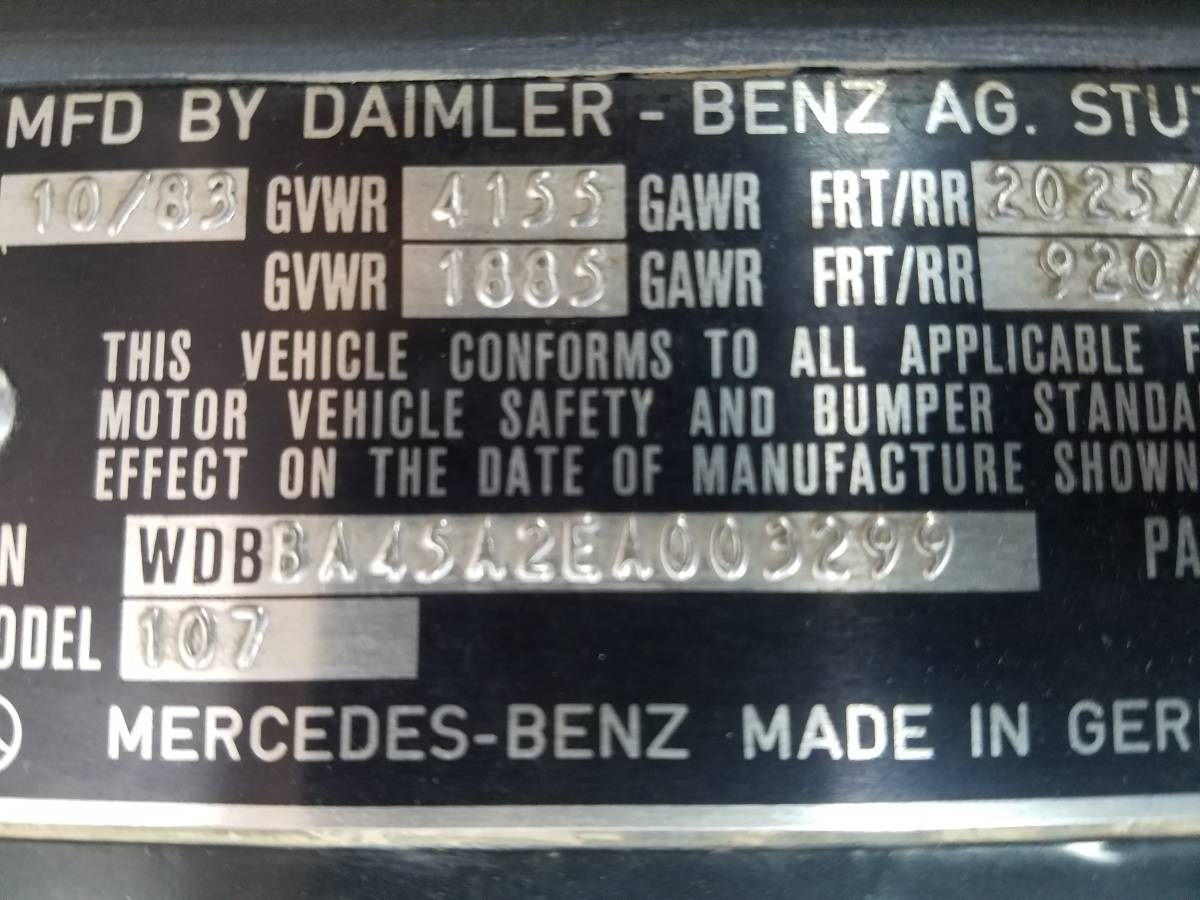 MFD BY DAIMLER - BENZ AG. STUT
10/83 GVWR 4155 GAWR FRT/RR 2025/
GVWR 1885 GAWR FRT/RR 920/
THIS VEHICLE CONFORMS TO ALL APPLICABLE F
MOTOR VEHICLE SAFETY AND BUMPER STANDA
EFFECT ON THE DATE OF MANUFACTURE SHOWN
IN WDBBA45A2EA003299 PA
ODEL 107
MERCEDES-BENZ MADE IN GER